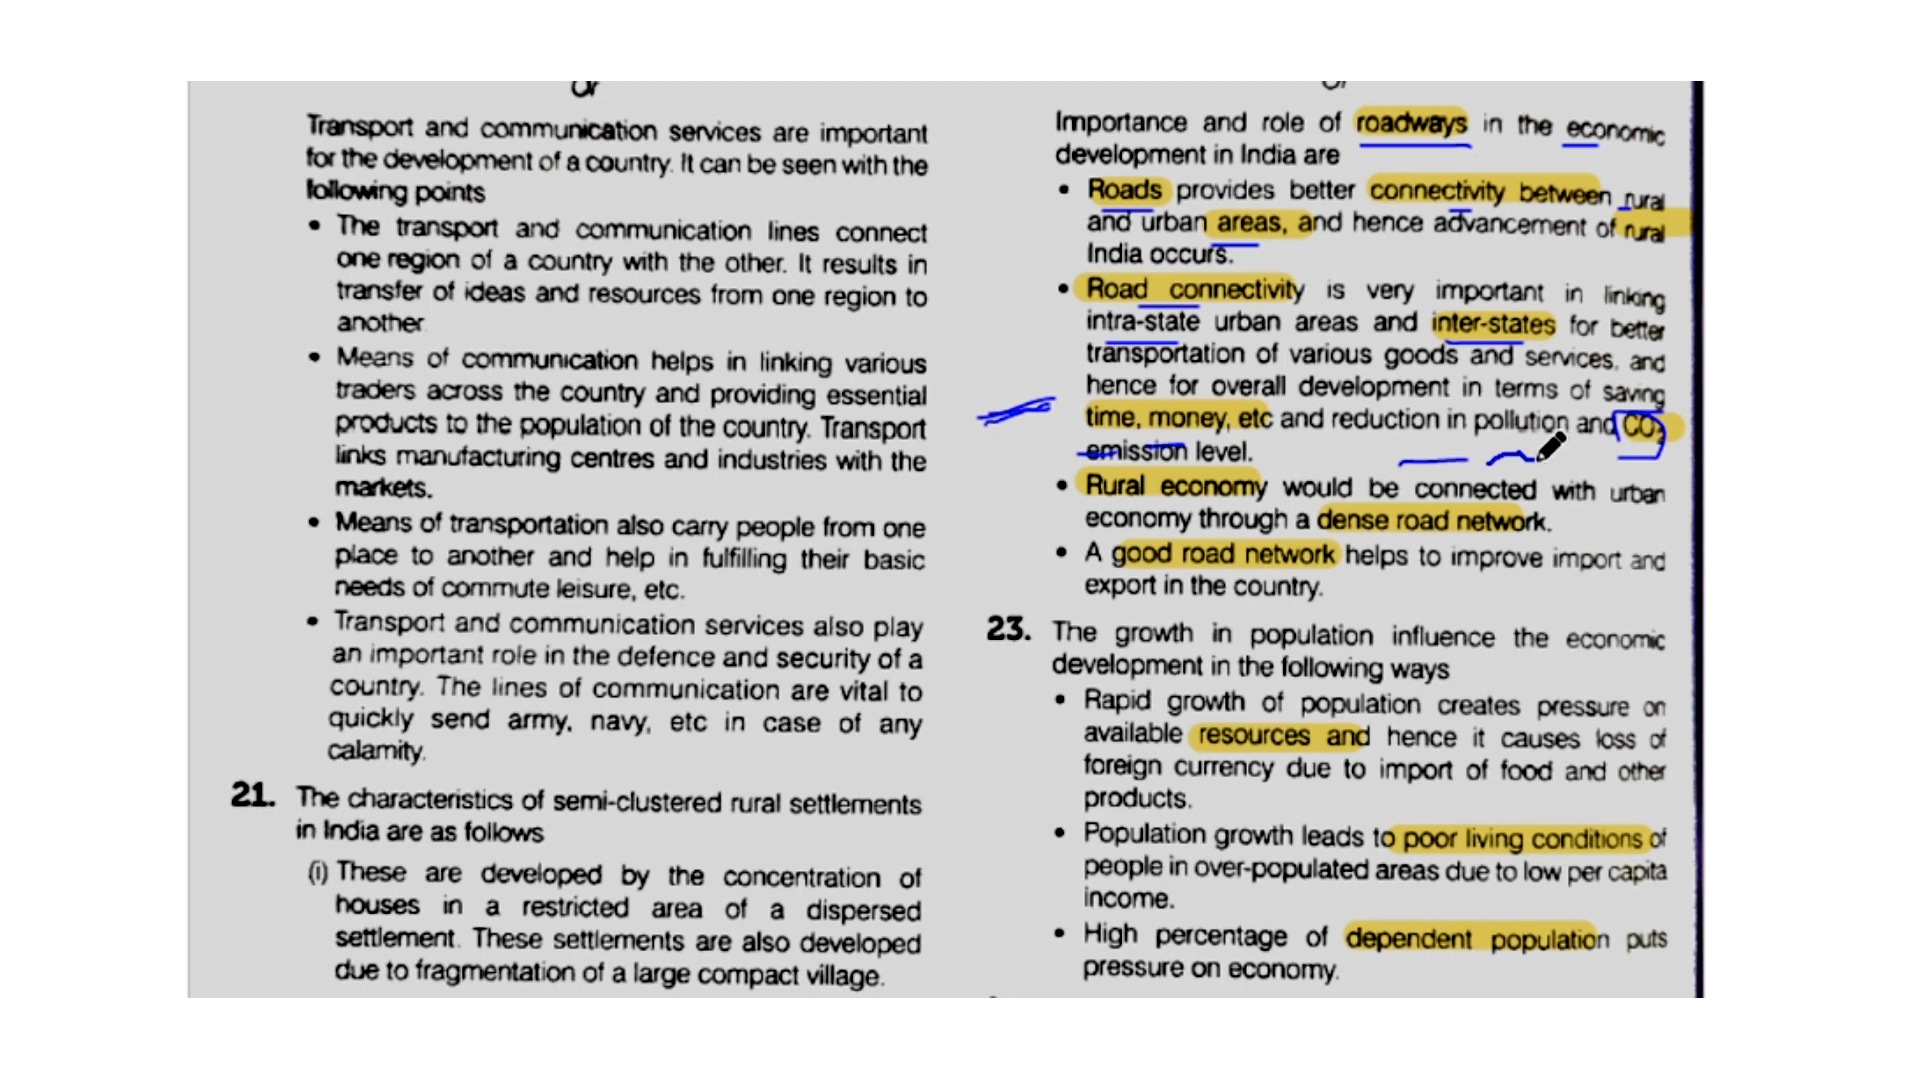 or
Transport and communication services are important
for the development of a country. It can be seen with the
following points
• The transport and communication lines connect
one region of a country with the other. It results in
transfer of ideas and resources from one region to
another.
• Means of communication helps in linking various
traders across the country and providing essential
products to the population of the country. Transport
links manufacturing centres and industries with the
markets.
• Means of transportation also carry people from one
place to another and help in fulfilling their basic
needs of commute leisure, etc.
• Transport and communication services also play
an important role in the defence and security of a
country. The lines of communication are vital to
quickly send army, navy, etc in case of any
calamity.
21. The characteristics of semi-clustered rural settlements
in India are as follows
(i) These are developed by the concentration of
houses in a restricted area of a dispersed
settlement. These settlements are also developed
due to fragmentation of a large compact village.
or
Importance and role of roadways in the economic
development in India are
• Roads provides better connectivity between rural
and urban areas, and hence advancement of rural
India occurs.
• Road connectivity is very important in linking
intra-state urban areas and inter-states for better
transportation of various goods and services, and
hence for overall development in terms of saving
time, money, etc and reduction in pollution and CO₂
emission level.
• Rural economy would be connected with urban
economy through a dense road network.
• A good road network helps to improve import and
export in the country.
23. The growth in population influence the economic
development in the following ways
• Rapid growth of population creates pressure on
available resources and hence it causes loss of
foreign currency due to import of food and other
products.
• Population growth leads to poor living conditions of
people in over-populated areas due to low per capita
income.
• High percentage of dependent population puts
pressure on economy.